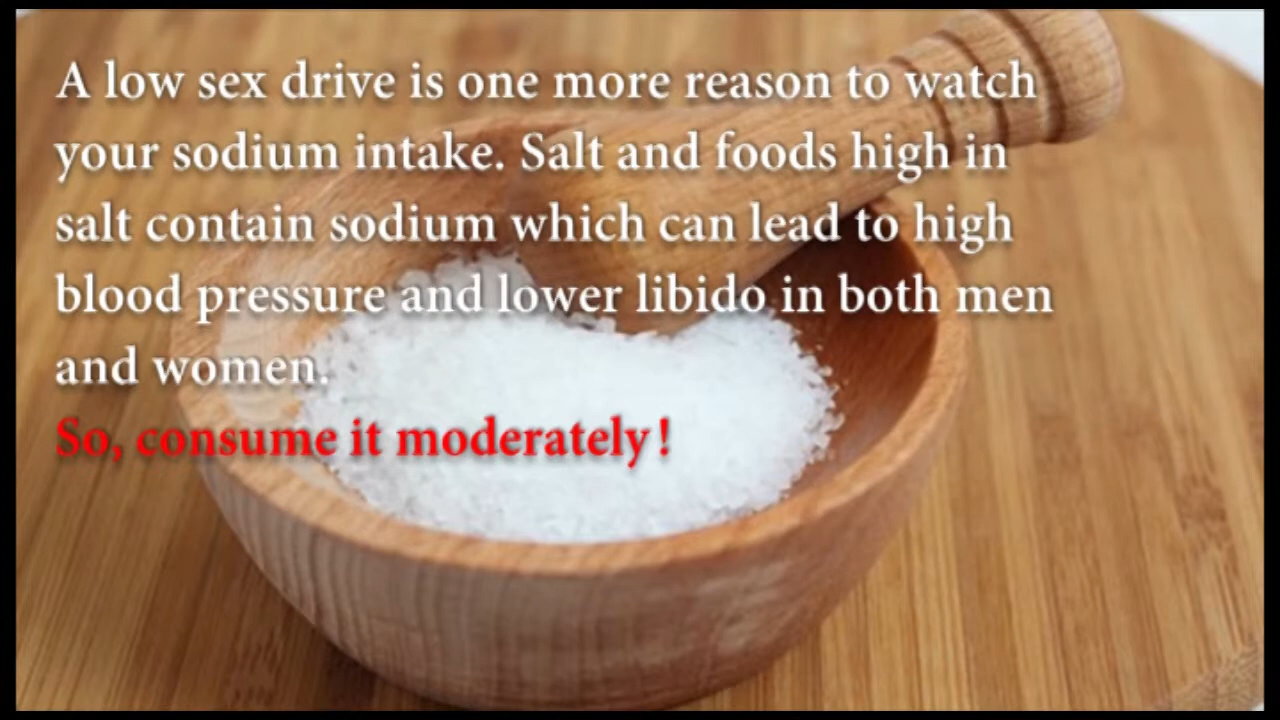 A low sex drive is one more reason to watch
your sodium intake. Salt and foods high in
salt contain sodium which can lead to high
blood pressure and lower libido in both men
and women.
So, consume it moderately!